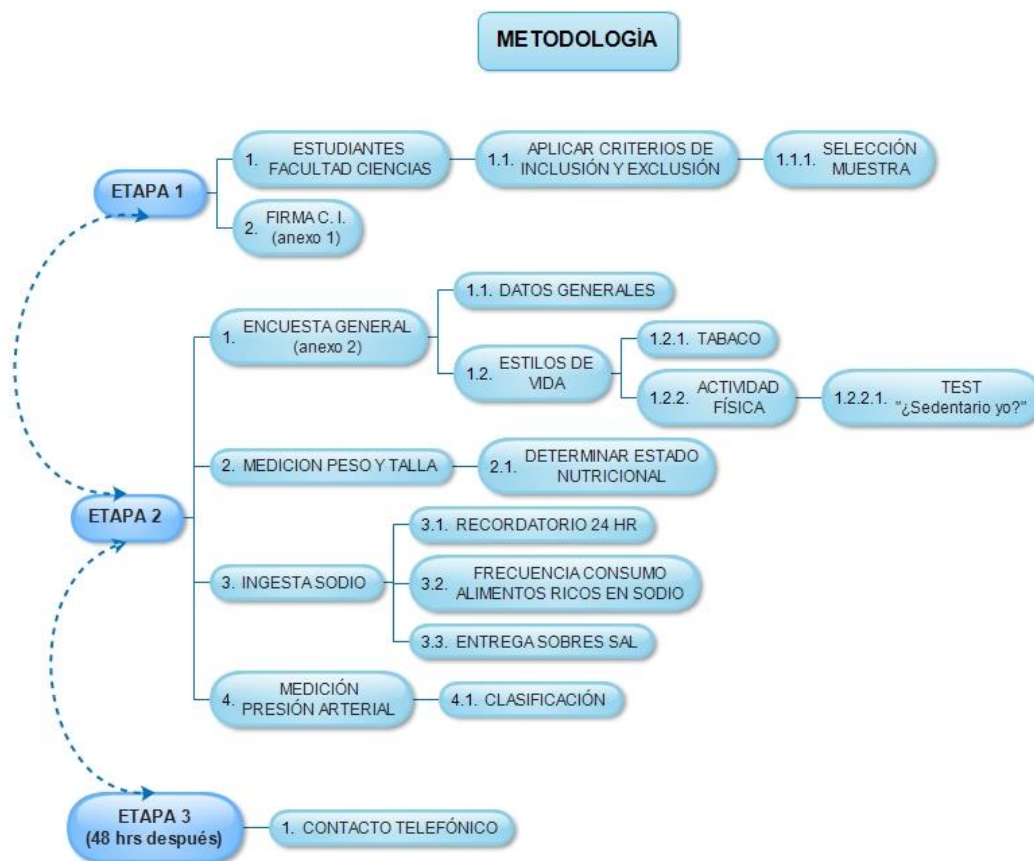 METODOLOGÌA
ETAPA 1
1. ESTUDIANTES
FACULTAD CIENCIAS
1.1. APLICAR CRITERIOS DE
INCLUSIÓN Y EXCLUSIÓN
1.1.1. SELECCIÓN
MUESTRA
2. FIRMA C. I.
(anexo 1)
ETAPA 2
1. ENCUESTA GENERAL
(anexo 2)
1.1. DATOS GENERALES
1.2. ESTILOS DE
VIDA
1.2.1. TABACO
1.2.2. ACTIVIDAD
FÍSICA
1.2.2.1. TEST
"¿Sedentario yo?"
2. MEDICION PESO Y TALLA
2.1. DETERMINAR ESTADO
NUTRICIONAL
3. INGESTA SODIO
3.1. RECORDATORIO 24 HR
3.2. FRECUENCIA CONSUMO
ALIMENTOS RICOS EN SODIO
3.3. ENTREGA SOBRES SAL
4. MEDICIÓN
PRESIÓN ARTERIAL
4.1. CLASIFICACIÓN
ETAPA 3
(48 hrs después)
1. CONTACTO TELEFÓNICO